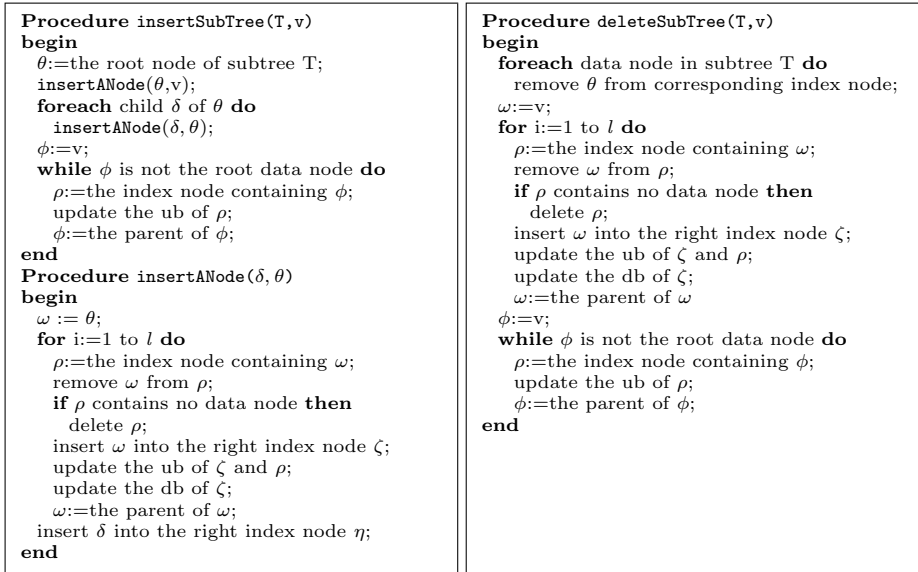 Procedure insertSubTree(T,v)
begin
θ:=the root node of subtree T;
insertANode(θ,v);
foreach child δ of θ do
insertANode(δ, θ);
ϕ:=v;
while ϕ is not the root data node do
ρ:=the index node containing ϕ;
update the ub of ρ;
ϕ:=the parent of ϕ;
end
Procedure insertANode(δ, θ)
begin
ω := θ;
for i:=1 to l do
ρ:=the index node containing ω;
remove ω from ρ;
if ρ contains no data node then
delete ρ;
insert ω into the right index node ζ;
update the ub of ζ and ρ;
update the db of ζ;
ω:=the parent of ω;
insert δ into the right index node η;
end
Procedure deleteSubTree(T,v)
begin
foreach data node in subtree T do
remove θ from corresponding index node;
ω:=v;
for i:=1 to l do
ρ:=the index node containing ω;
remove ω from ρ;
if ρ contains no data node then
delete ρ;
insert ω into the right index node ζ;
update the ub of ζ and ρ;
update the db of ζ;
ω:=the parent of ω
ϕ:=v;
while ϕ is not the root data node do
ρ:=the index node containing ϕ;
update the ub of ρ;
ϕ:=the parent of ϕ;
end